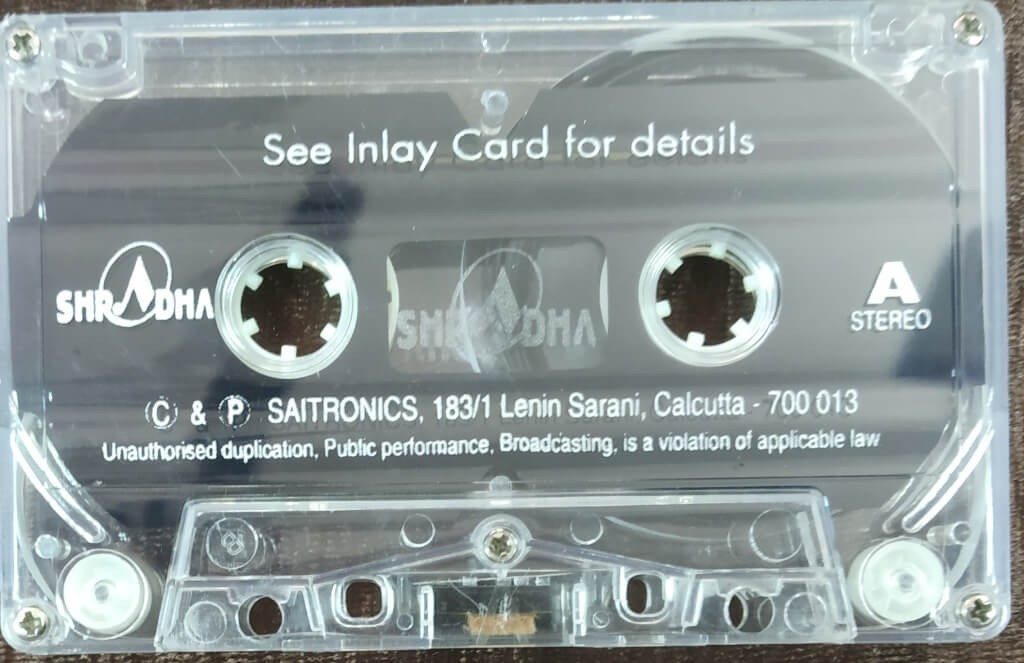 See Inlay Card for details
SHRADHA
SHRADHA
A
STEREO
Ⓒ & Ⓟ SAITRONICS, 183/1 Lenin Sarani, Calcutta - 700 013
Unauthorised duplication, Public performance, Broadcasting, is a violation of applicable law